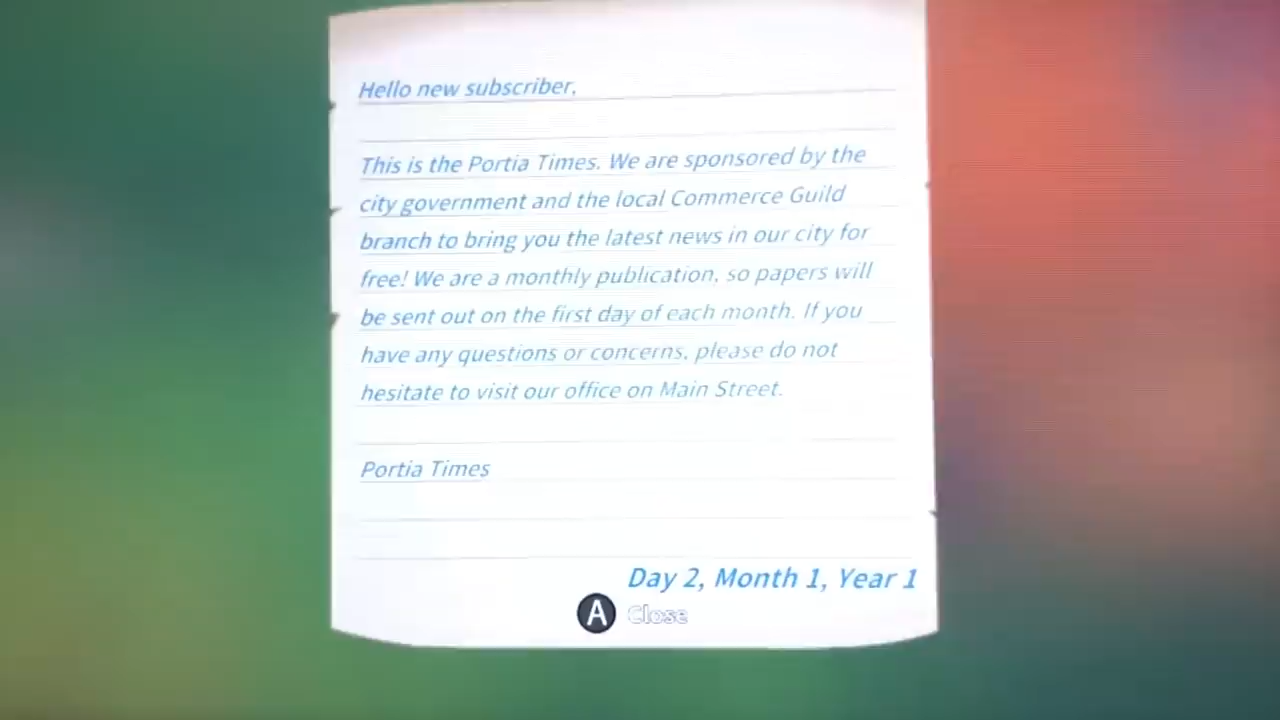 Hello new subscriber,
This is the Portia Times. We are sponsored by the
city government and the local Commerce Guild
branch to bring you the latest news in our city for
free! We are a monthly publication, so papers will
be sent out on the first day of each month. If you
have any questions or concerns, please do not
hesitate to visit our office on Main Street.
Portia Times
Day 2, Month 1, Year 1
A Close